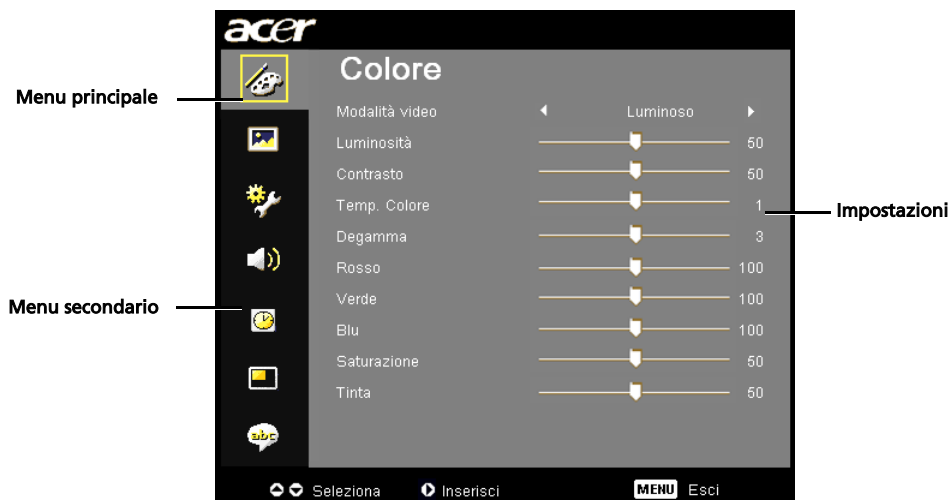 acer
Colore
Menu principale
Modalità video Luminoso
Luminosità 50
Contrasto 50
Temp. Colore 1
Impostazioni
Degamma 3
Rosso 100
Menu secondario
Verde 100
Blu 100
Saturazione 50
Tinta 50
abc
Seleziona Inserisci MENU Esci